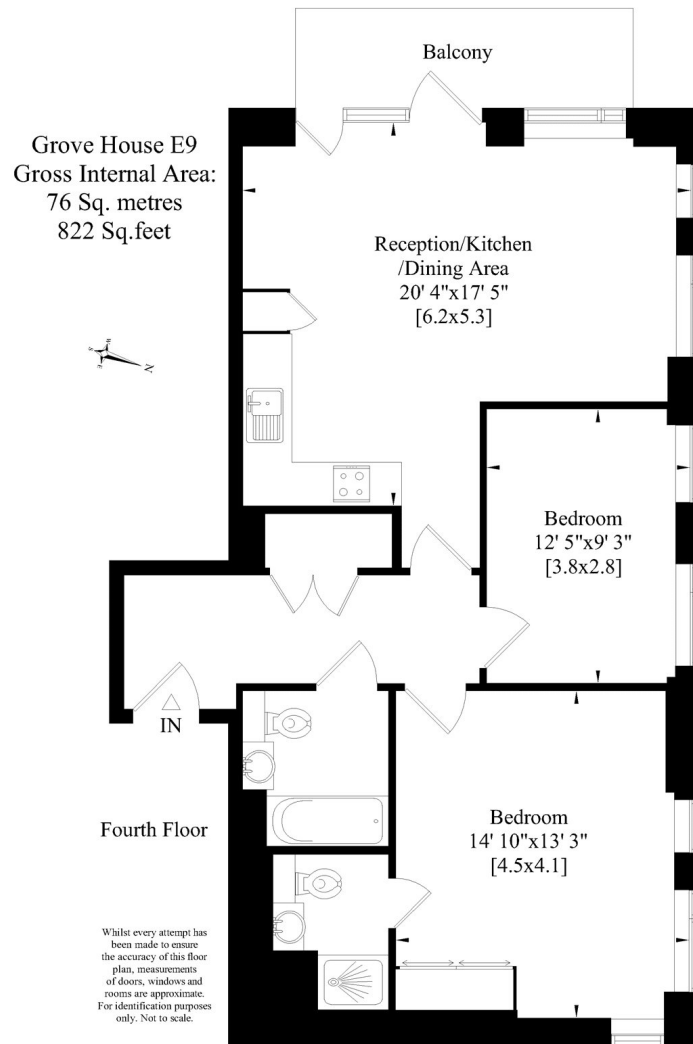 Balcony
Grove House E9
Gross Internal Area:
76 Sq. metres
822 Sq.feet
Reception/Kitchen
/Dining Area
20' 4"x17' 5"
[6.2x5.3]
W
S
E
N
Bedroom
12' 5"x9' 3"
[3.8x2.8]
IN
Fourth Floor
Bedroom
14' 10"x13' 3"
[4.5x4.1]
Whilst every attempt has
been made to ensure
the accuracy of this floor
plan, measurements
of doors, windows and
rooms are approximate.
For identification purposes
only. Not to scale.